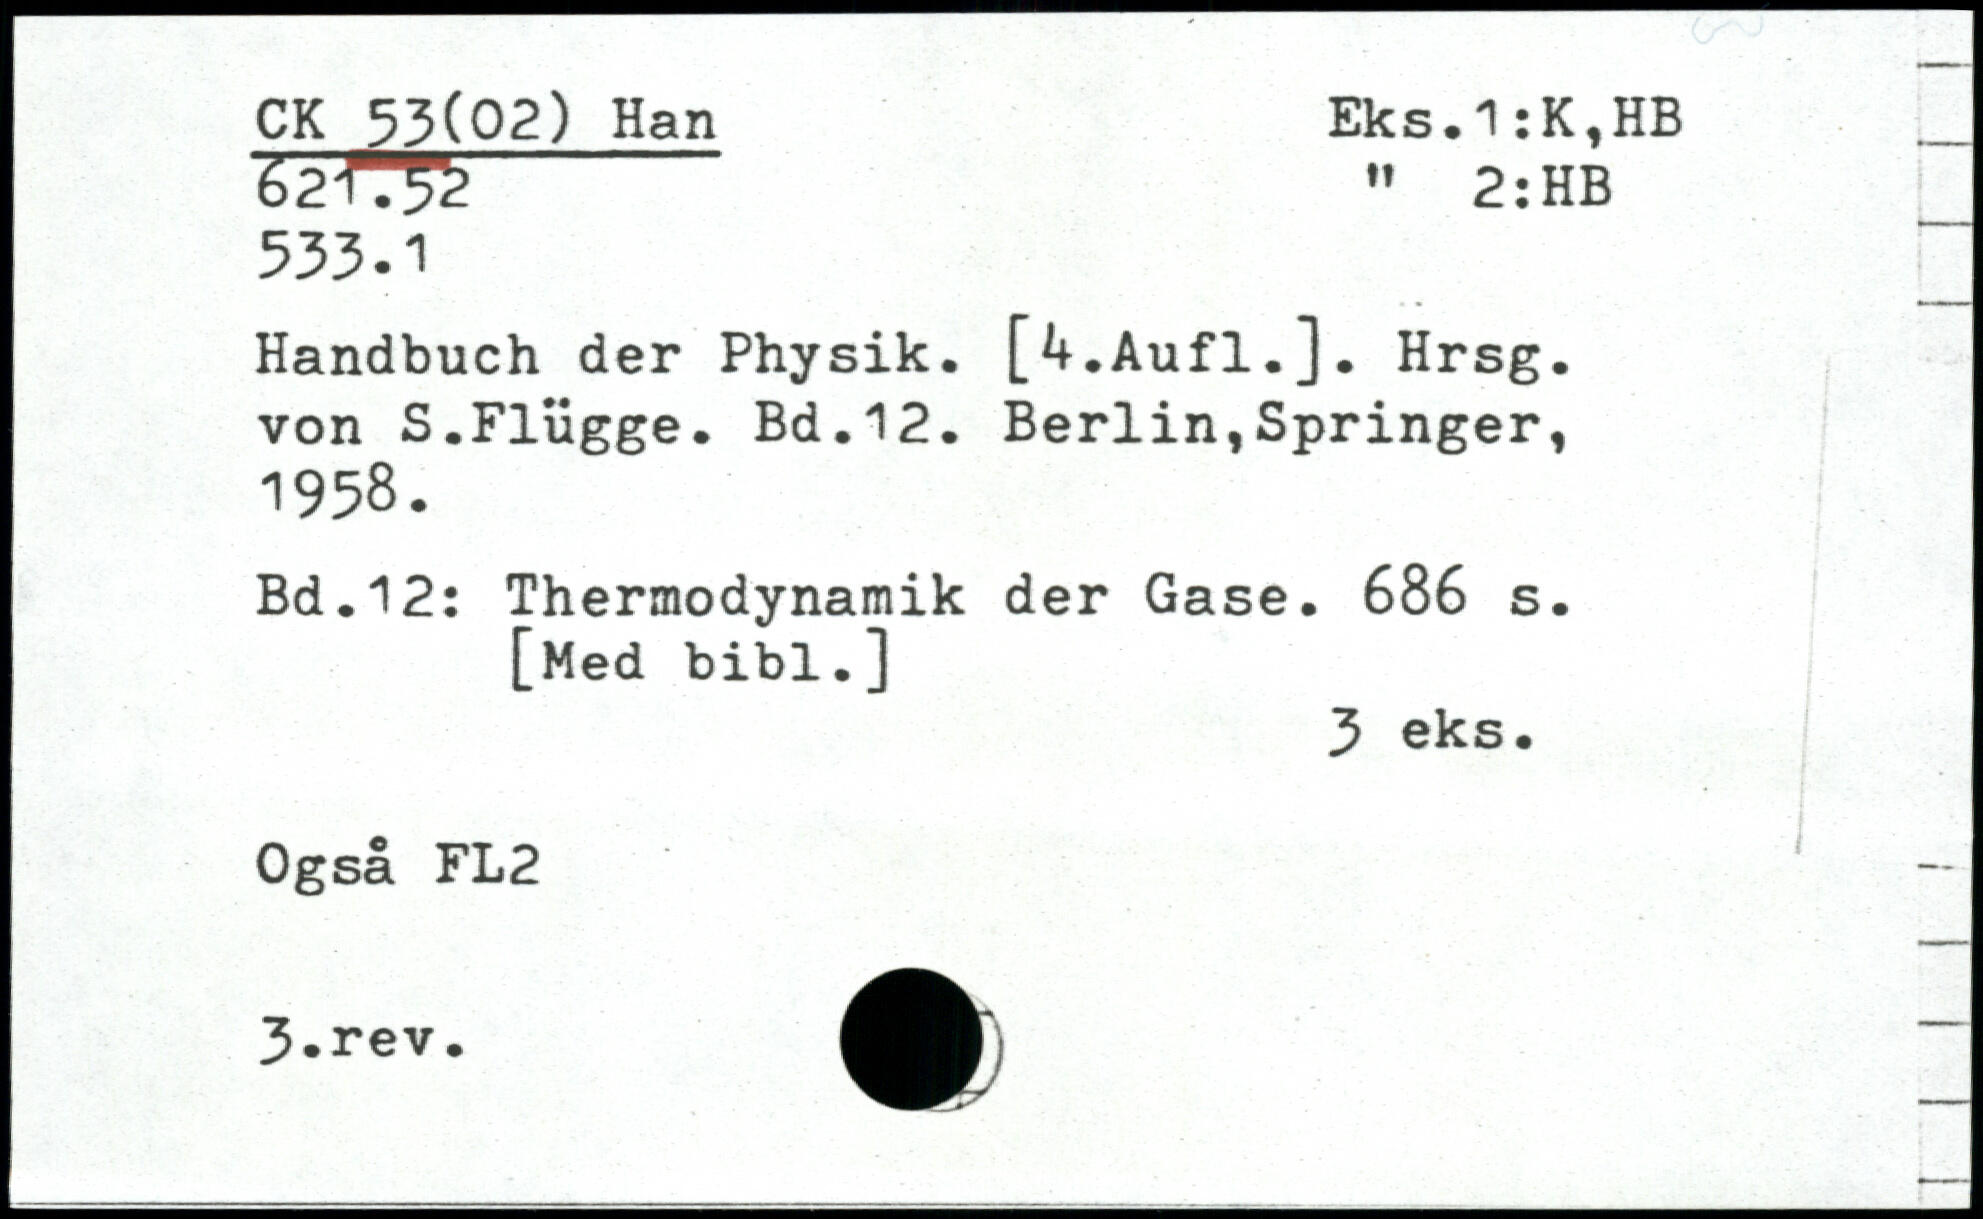 CK 53(02) Han
Eks.1:K,HB
621.52
" 2:HB
533.1
Handbuch der Physik. [4.Aufl.]. Hrsg.
von S.Flügge. Bd.12. Berlin,Springer,
1958.
Bd.12: Thermodynamik der Gase. 686 s.
[Med bibl.]
3 eks.
Også FL2
3.rev.